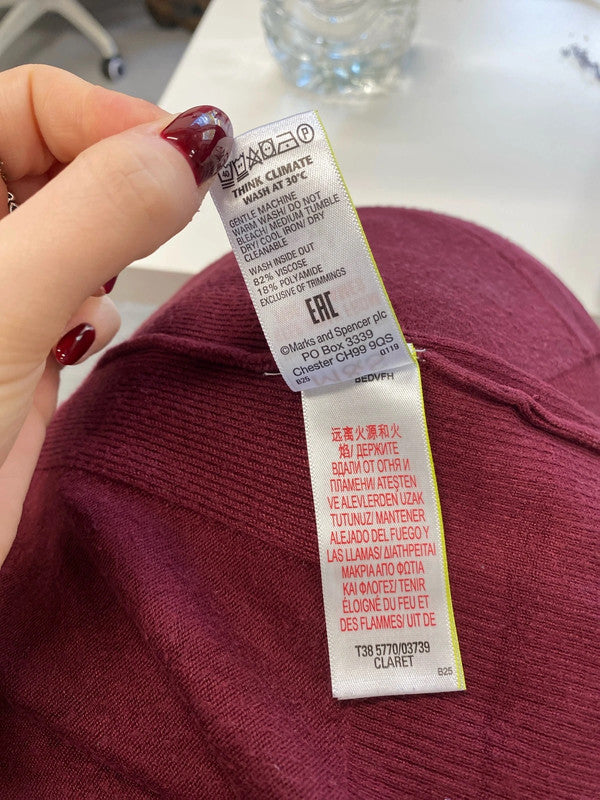 40
P
THINK CLIMATE
WASH AT 30°C
GENTLE MACHINE
WARM WASH/ DO NOT
BLEACH/ MEDIUM TUMBLE
DRY/ COOL IRON/ DRY
CLEANABLE
WASH INSIDE OUT
82% VISCOSE
18% POLYAMIDE
EXCLUSIVE OF TRIMMINGS
EAC
©Marks and Spencer plc
PO Box 3339
Chester CH99 9QS
B25 0119
BEDVFH
远离火源和火
焰/ ДЕРЖИТЕ
ВДАЛИ ОТ ОГНЯ И
ПЛАМЕНИ/ ATEŞTEN
VE ALEVLERDEN UZAK
TUTUNUZ/ MANTENER
ALEJADO DEL FUEGO Y
LAS LLAMAS/ ΔΙΑΤΗΡΕΙΤΑΙ
ΜΑΚΡΙΑ ΑΠΟ ΦΩΤΙΑ
ΚΑΙ ΦΛΟΓΕΣ/ TENIR
ÉLOIGNÉ DU FEU ET
DES FLAMMES/ UIT DE
T38 5770/03739
CLARET
B25